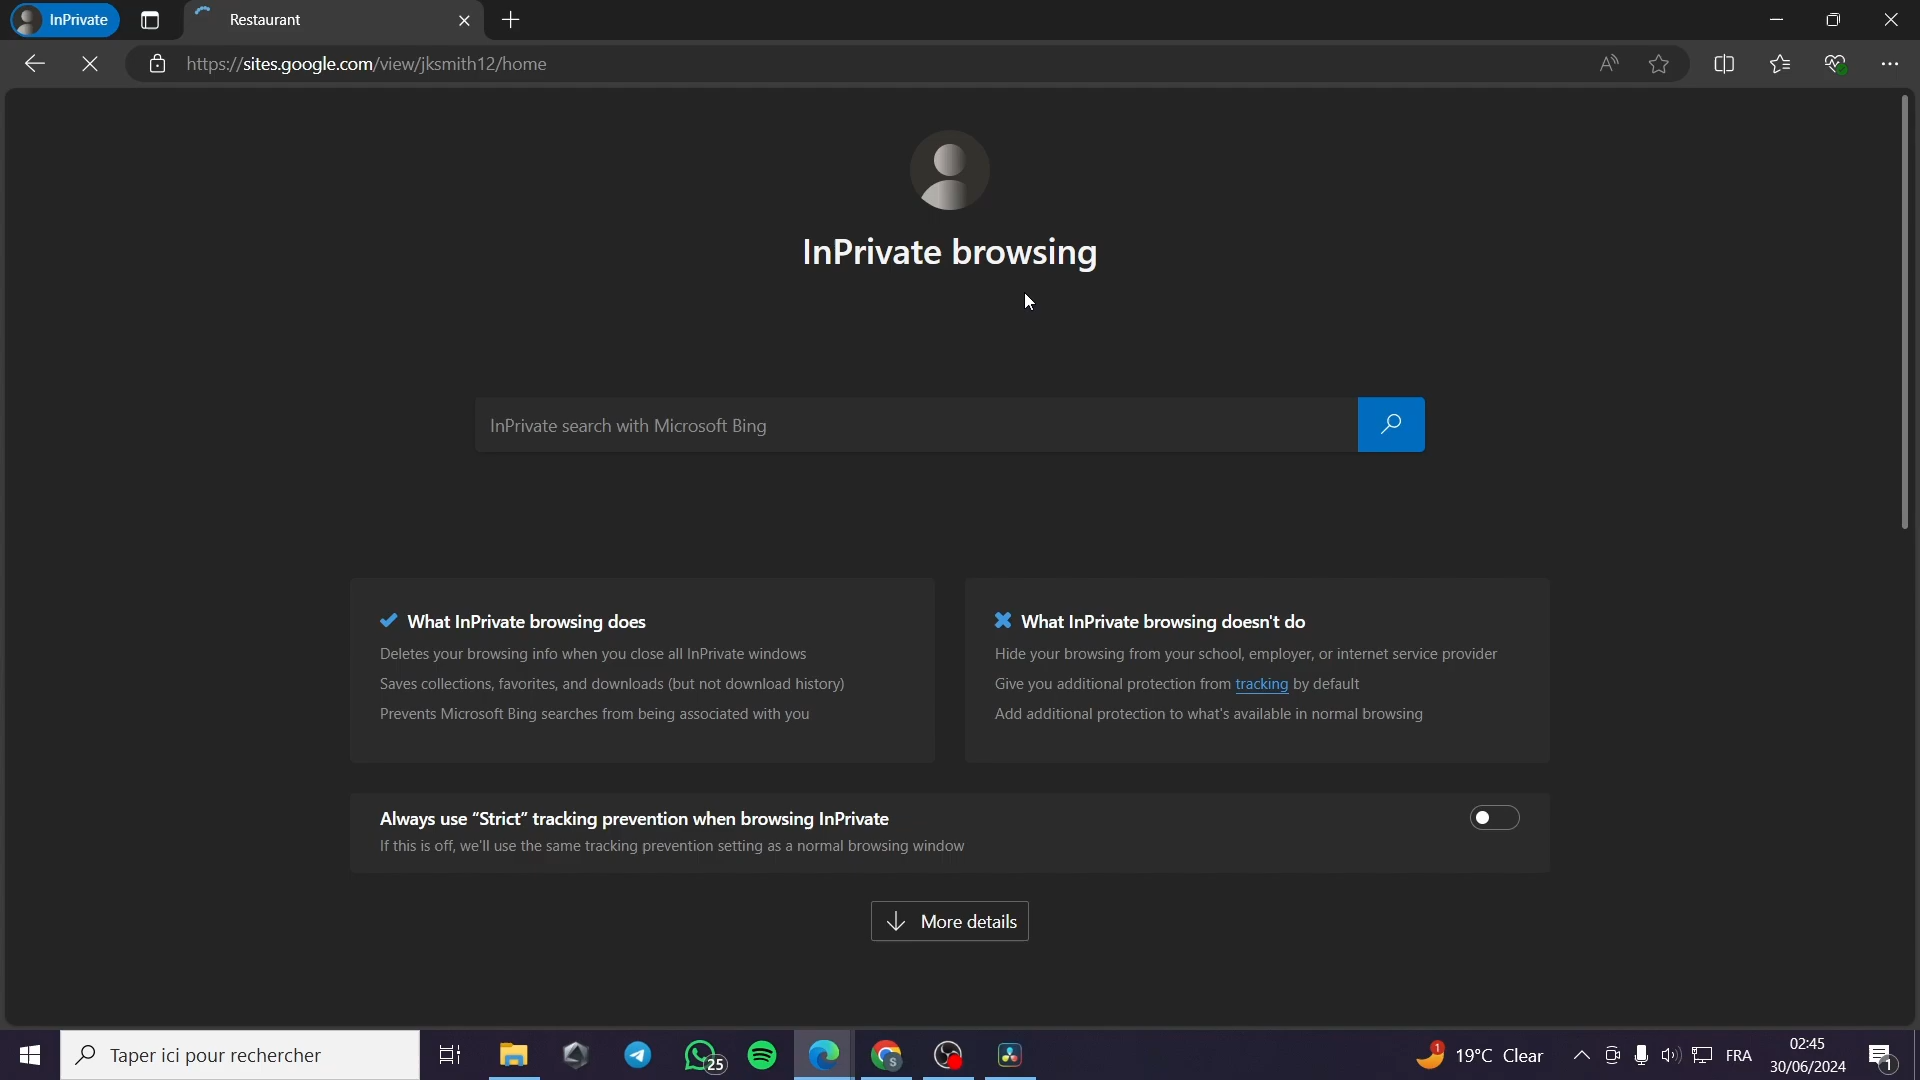 InPrivate
Restaurant
https://sites.google.com/view/jksmith12/home
InPrivate browsing
InPrivate search with Microsoft Bing
What InPrivate browsing does
Deletes your browsing info when you close all InPrivate windows
Saves collections, favorites, and downloads (but not download history)
Prevents Microsoft Bing searches from being associated with you
What InPrivate browsing doesn't do
Hide your browsing from your school, employer, or internet service provider
Give you additional protection from tracking by default
Add additional protection to what's available in normal browsing
Always use “Strict” tracking prevention when browsing InPrivate
If this is off, we'll use the same tracking prevention setting as a normal browsing window
More details
Taper ici pour rechercher
25
S
1
19°C Clear
FRA
02:45
30/06/2024
1